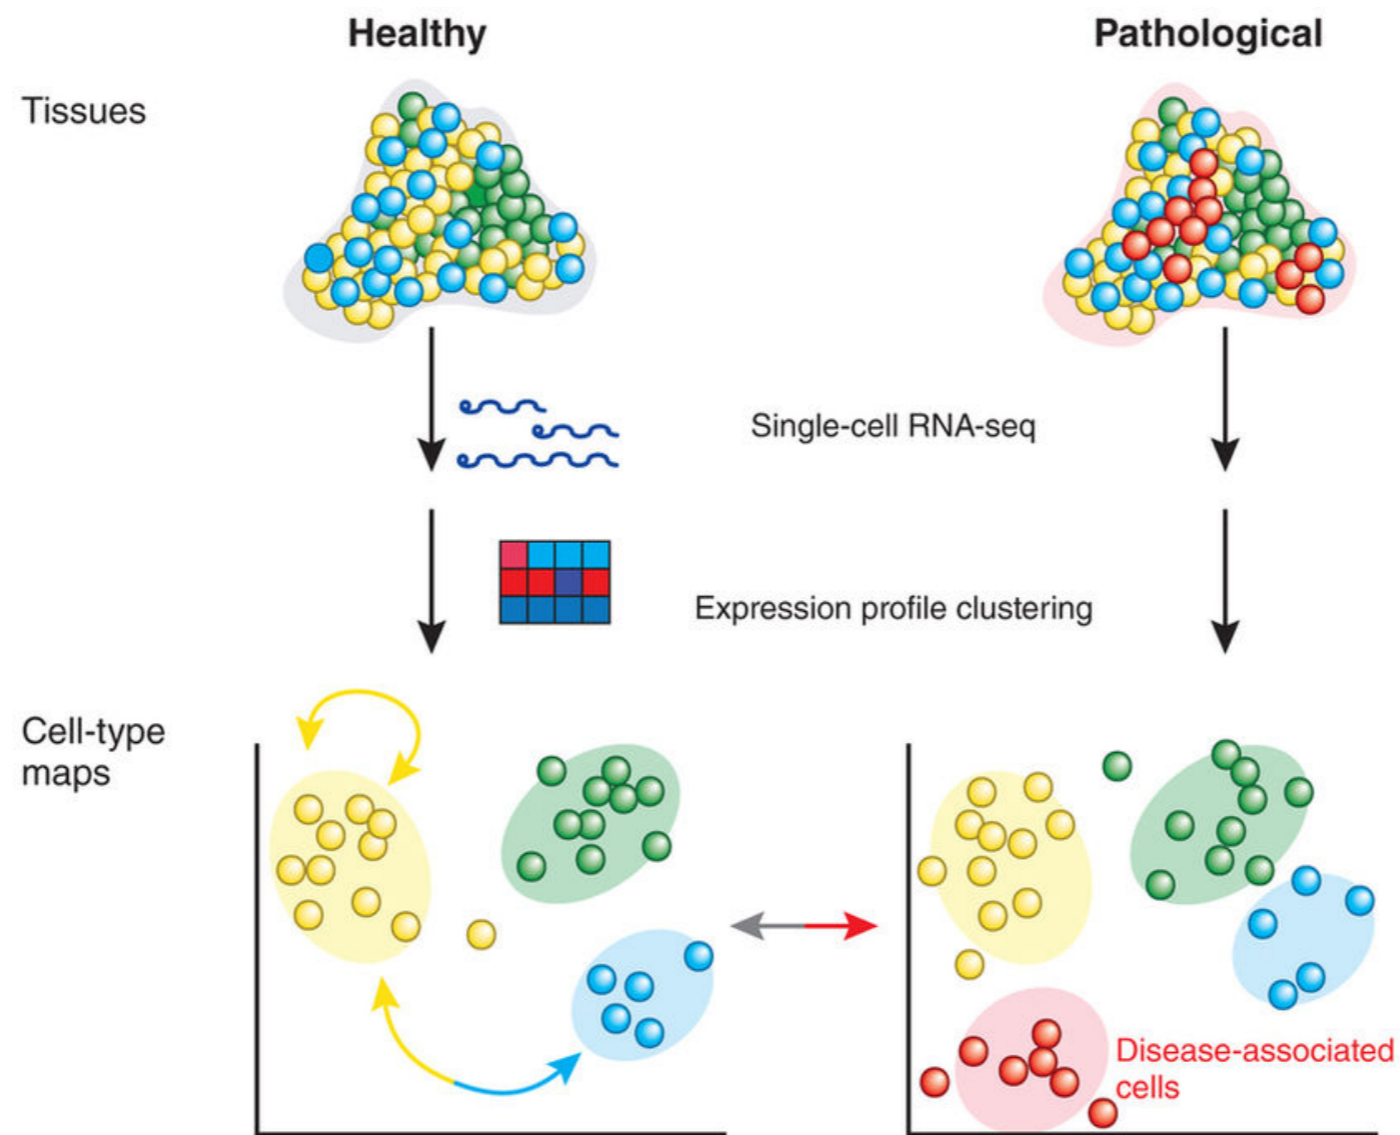 Healthy
Pathological
Tissues
Single-cell RNA-seq
Expression profile clustering
Cell-type
maps
Disease-associated
cells